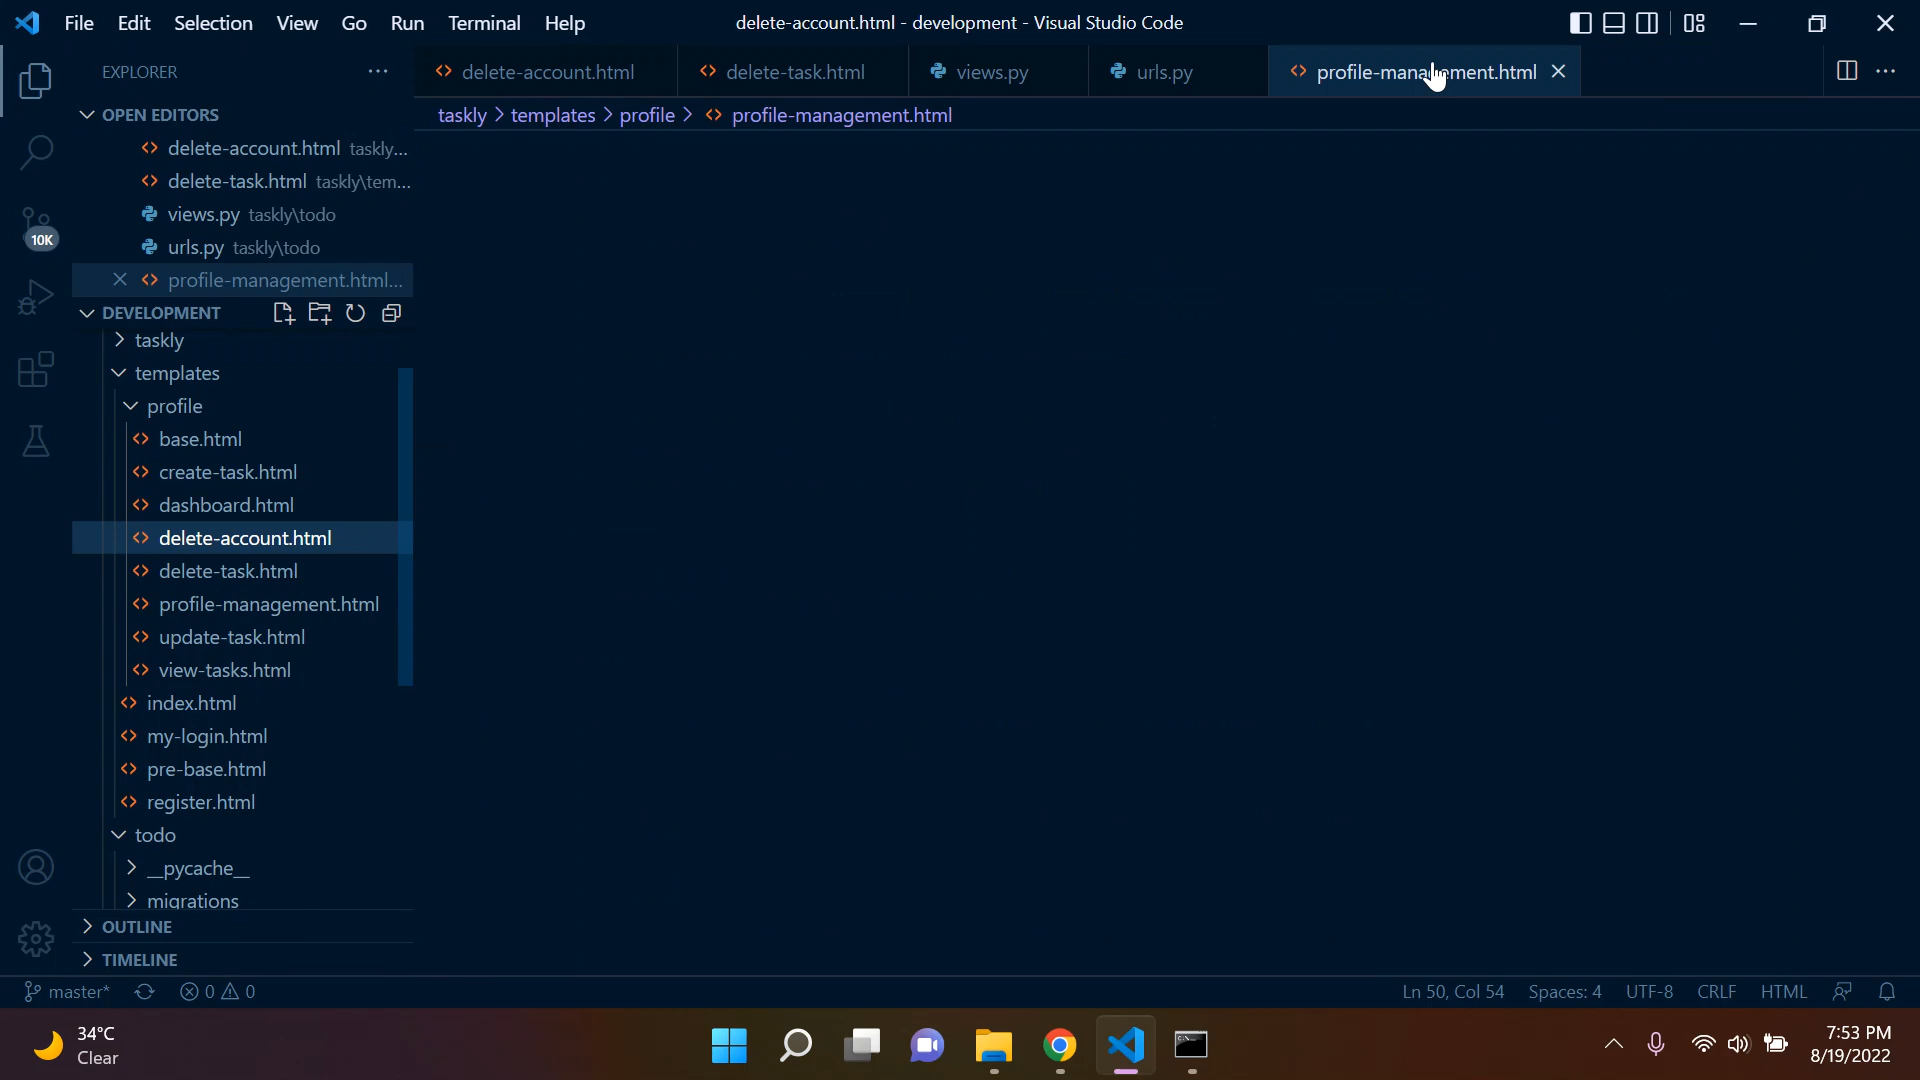 File Edit Selection View Go Run Terminal Help
delete-account.html - development - Visual Studio Code
EXPLORER
delete-account.html
delete-task.html
views.py
urls.py
profile-management.html
OPEN EDITORS
taskly > templates > profile > profile-management.html
delete-account.html taskly...
delete-task.html taskly\tem...
views.py taskly\todo
10K
urls.py taskly\todo
profile-management.html...
DEVELOPMENT
taskly
templates
profile
base.html
create-task.html
dashboard.html
delete-account.html
delete-task.html
profile-management.html
update-task.html
view-tasks.html
index.html
my-login.html
pre-base.html
register.html
todo
__pycache__
migrations
OUTLINE
TIMELINE
master* 0 0
Ln 50, Col 54 Spaces: 4 UTF-8 CRLF HTML
34°C
Clear
7:53 PM
8/19/2022